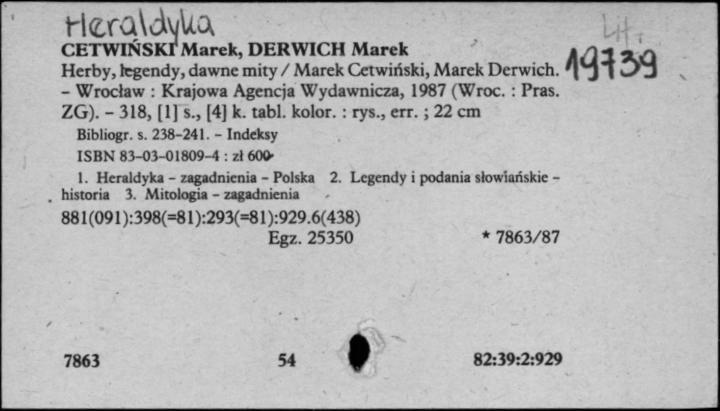 Heraldyka
LH.
CETWIŃSKI Marek, DERWICH Marek
19739
Herby, legendy, dawne mity / Marek Cetwiński, Marek Derwich.
– Wrocław : Krajowa Agencja Wydawnicza, 1987 (Wroc. : Pras.
ZG). – 318, [1] s., [4] k. tabl. kolor. : rys., err. ; 22 cm
Bibliogr. s. 238–241. – Indeksy
ISBN 83–03–01809–4 : zł 600
1. Heraldyka – zagadnienia – Polska 2. Legendy i podania słowiańskie –
historia 3. Mitologia – zagadnienia
881(091):398(=81):293(=81):929.6(438)
Egz. 25350 * 7863/87
7863 54 82:39:2:929